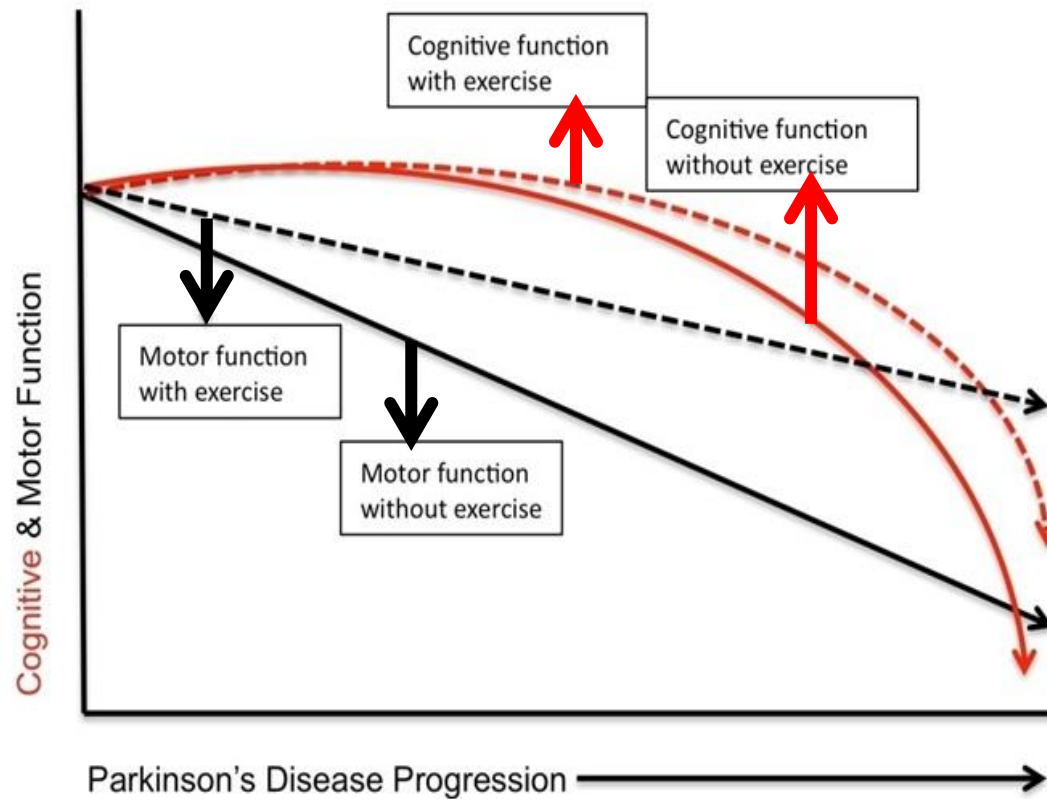 Cognitive function
with exercise
Cognitive function
without exercise
Motor function
with exercise
Motor function
without exercise
Cognitive & Motor Function
Parkinson's Disease Progression